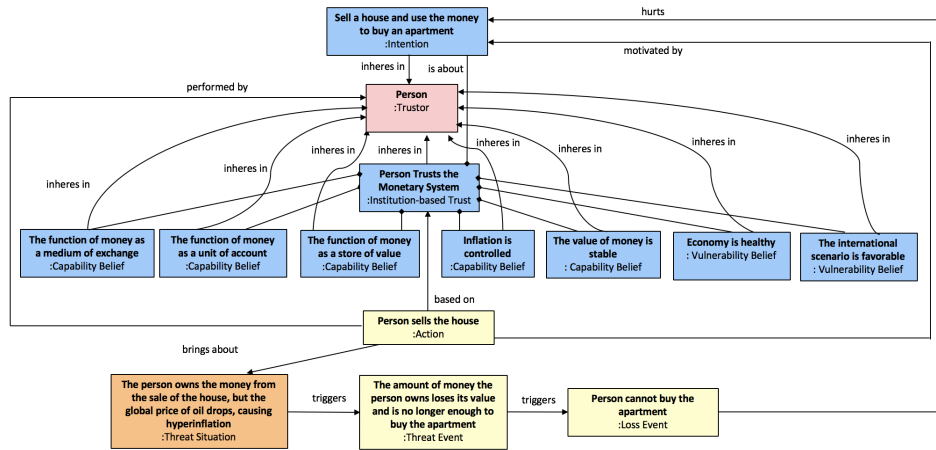 Sell a house and use the money
to buy an apartment
:Intention
hurts
motivated by
inheres in
is about
performed by
Person
:Trustor
inheres in
inheres in
inheres in
inheres in
inheres in
inheres in
inheres in
inheres in
Person Trusts the
Monetary System
:Institution-based Trust
The function of money as
a medium of exchange
:Capability Belief
The function of money
as a unit of account
:Capability Belief
The function of money
as a store of value
:Capability Belief
Inflation is
controlled
:Capability Belief
The value of money is
stable
: Capability Belief
Economy is healthy
: Vulnerability Belief
The international
scenario is favorable
: Vulnerability Belief
based on
Person sells the house
:Action
brings about
The person owns the money from
the sale of the house, but the
global price of oil drops, causing
hyperinflation
:Threat Situation
triggers
The amount of money the
person owns loses its value
and is no longer enough to
buy the apartment
:Threat Event
triggers
Person cannot buy the
apartment
:Loss Event